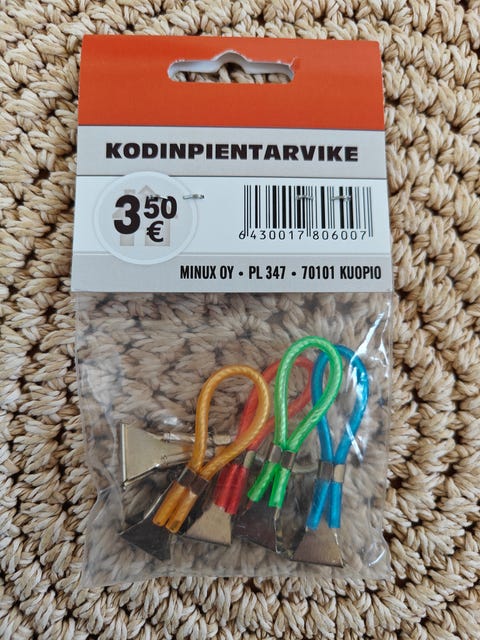 KODINPIENTARVIKE
3 50 €
6 430017 806007
MINUX OY • PL 347 • 70101 KUOPIO